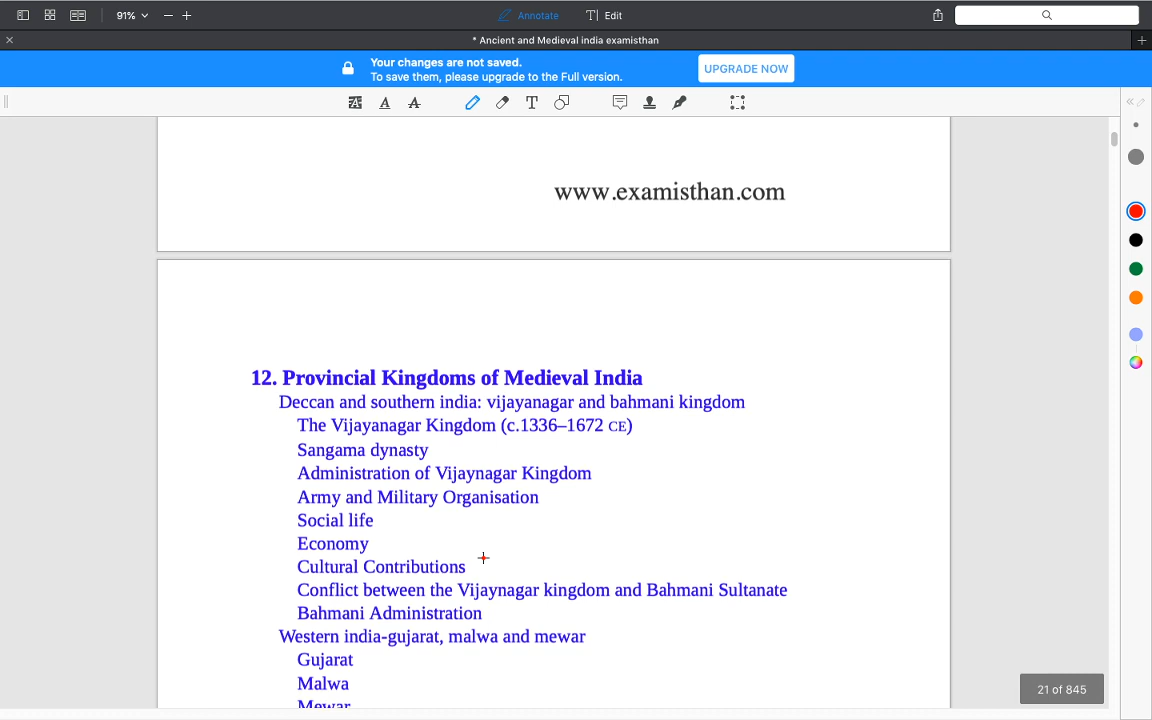 91%
Annotate
Edit
* Ancient and Medieval india examisthan
Your changes are not saved.
To save them, please upgrade to the Full version.
UPGRADE NOW
A A A T
www.examisthan.com
12. Provincial Kingdoms of Medieval India
Deccan and southern india: vijayanagar and bahmani kingdom
The Vijayanagar Kingdom (c.1336–1672 CE)
Sangama dynasty
Administration of Vijaynagar Kingdom
Army and Military Organisation
Social life
Economy
Cultural Contributions
Conflict between the Vijaynagar kingdom and Bahmani Sultanate
Bahmani Administration
Western india-gujarat, malwa and mewar
Gujarat
Malwa
Mewar
21 of 845